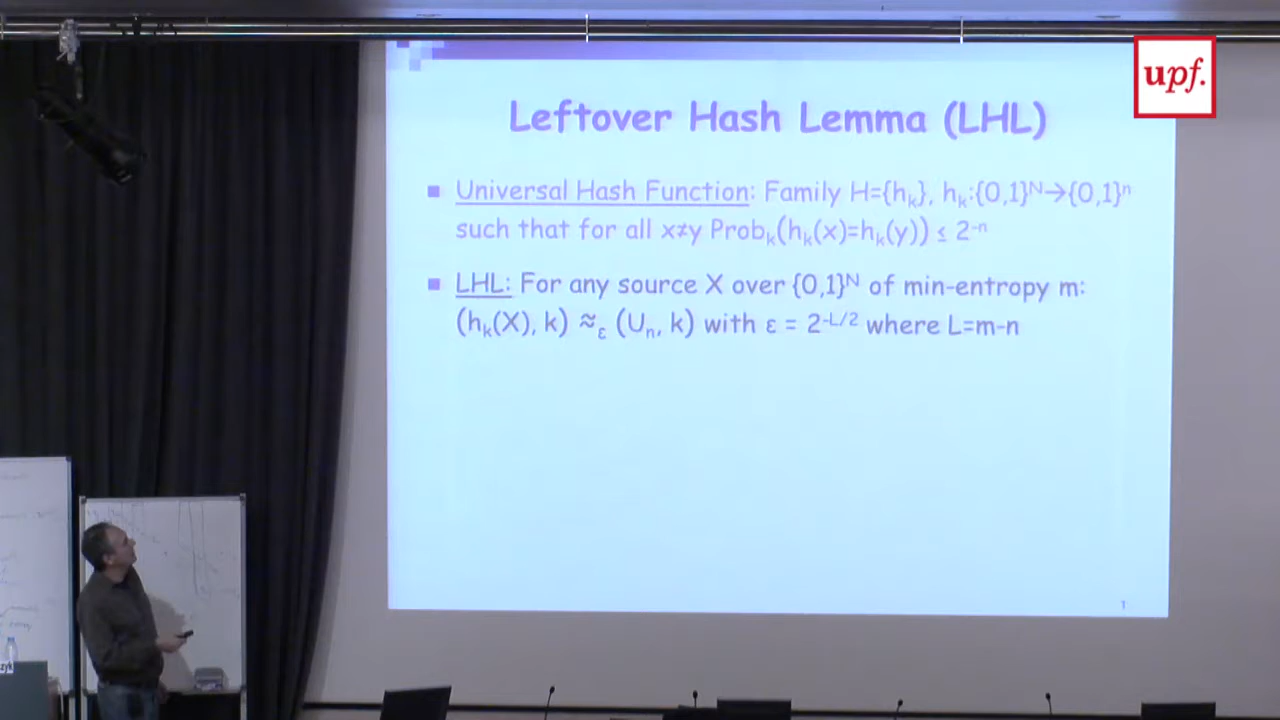 upf.
Leftover Hash Lemma (LHL)
Universal Hash Function: Family H={hₖ}, hₖ:{0,1}ᴺ→{0,1}ⁿ
such that for all x≠y Probₖ(hₖ(x)=hₖ(y)) ≤ 2⁻ⁿ
LHL: For any source X over {0,1}ᴺ of min-entropy m:
(hₖ(X), k) ≈_ε (Uₙ, k) with ε = 2^(-L/2) where L=m-n
1